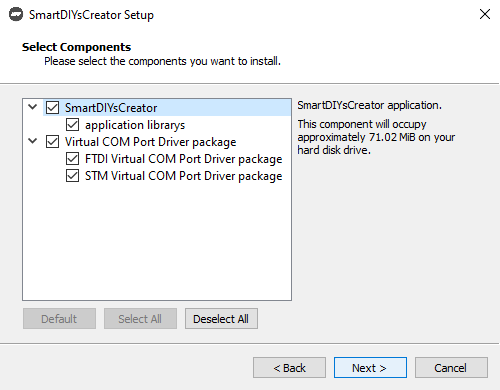 SmartDIYsCreator Setup
Select Components
Please select the components you want to install.
SmartDIYsCreator
application librarys
Virtual COM Port Driver package
FTDI Virtual COM Port Driver package
STM Virtual COM Port Driver package
SmartDIYsCreator application.
This component will occupy
approximately 71.02 MiB on your
hard disk drive.
Default
Select All
Deselect All
< Back
Next >
Cancel